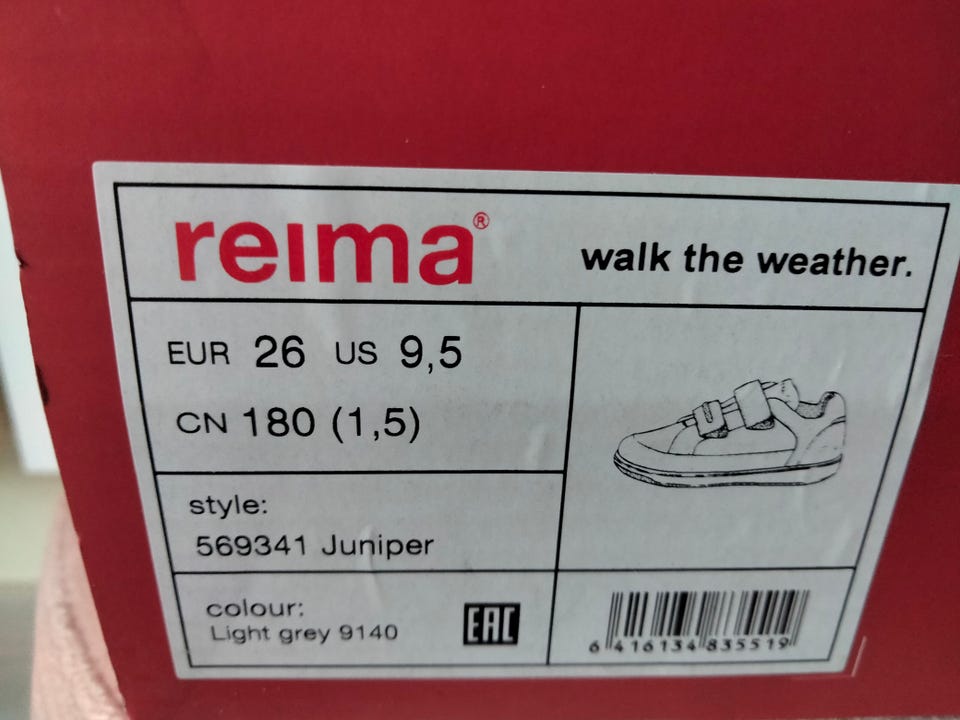 reima®
walk the weather.
EUR 26 US 9,5
CN 180 (1,5)
style:
569341 Juniper
colour:
Light grey 9140
EAC
6 416134 835519